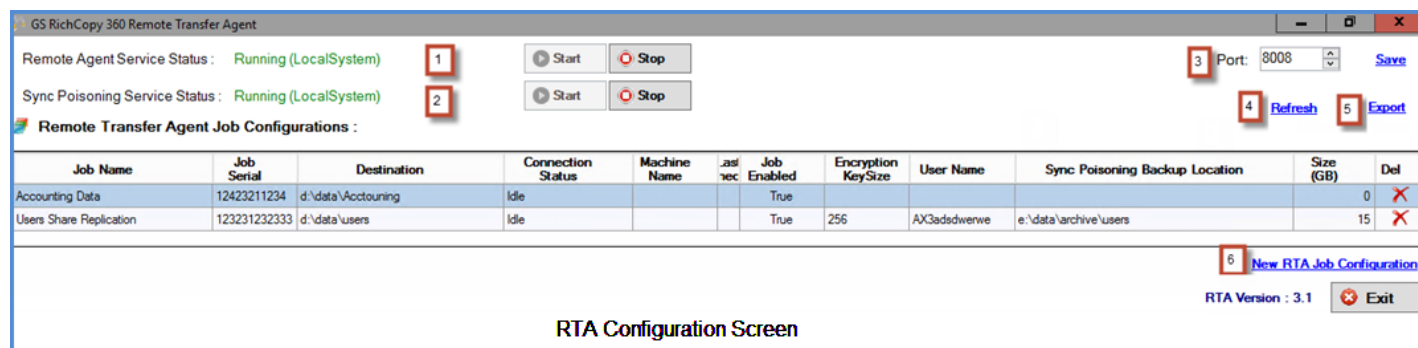 GS RichCopy 360 Remote Transfer Agent
Remote Agent Service Status : Running (LocalSystem) 1 Start Stop 3 Port: 8008 Save
Sync Poisoning Service Status : Running (LocalSystem) 2 Start Stop
4 Refresh 5 Export
Remote Transfer Agent Job Configurations :
Job Name Job Serial Destination Connection Status Machine Name Job Enabled Encryption KeySize User Name Sync Poisoning Backup Location Size (GB) Del
Accounting Data 12423211234 d:\data\Acctouning Idle True 0
Users Share Replication 123231232333 d:\data\users Idle True 256 AX3adsdwerwe e:\data\archive\users 15
6 New RTA Job Configuration
RTA Version : 3.1 Exit
RTA Configuration Screen